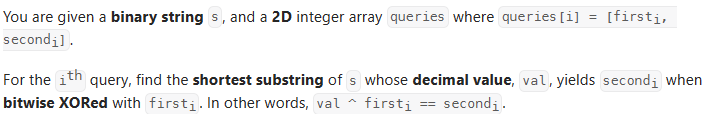 You are given a binary string s, and a 2D integer array queries where queries[i] = [firstᵢ,
secondᵢ].
For the iᵗʰ query, find the shortest substring of s whose decimal value, val, yields secondᵢ when
bitwise XORed with firstᵢ. In other words, val ^ firstᵢ == secondᵢ.